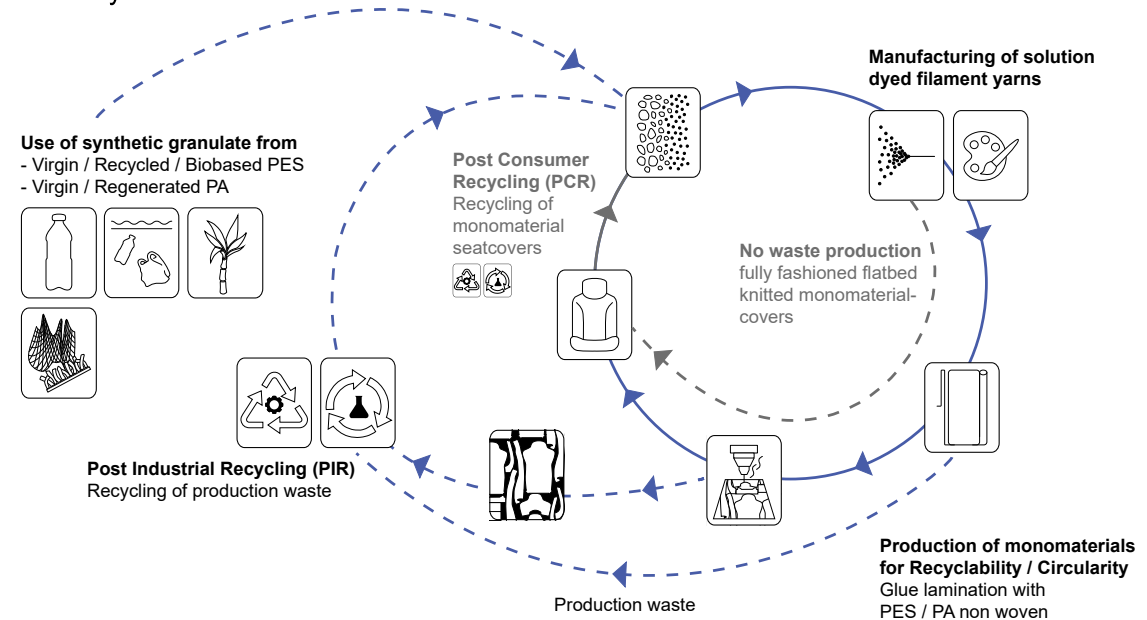 Manufacturing of solution
dyed filament yarns
Use of synthetic granulate from
- Virgin / Recycled / Biobased PES
- Virgin / Regenerated PA
Post Consumer
Recycling (PCR)
Recycling of
monomaterial
seatcovers
No waste production
fully fashioned flatbed
knitted monomaterial-
covers
Post Industrial Recycling (PIR)
Recycling of production waste
Production of monomaterials
for Recyclability / Circularity
Glue lamination with
PES / PA non woven
Production waste